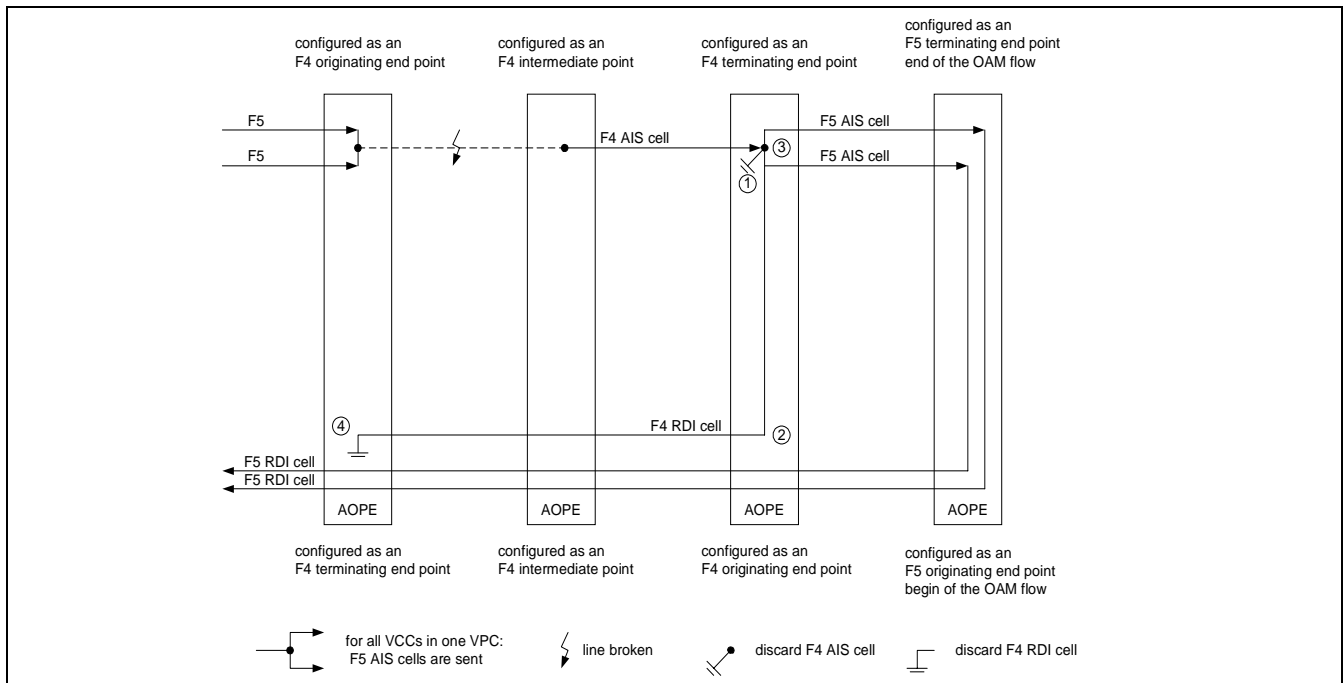 configured as an
F4 originating end point
configured as an
F4 intermediate point
configured as an
F4 terminating end point
configured as an
F5 terminating end point
end of the OAM flow
F5
F5
F4 AIS cell
F5 AIS cell
F5 AIS cell
3
1
4
F4 RDI cell
2
F5 RDI cell
F5 RDI cell
AOPE
AOPE
AOPE
AOPE
configured as an
F4 terminating end point
configured as an
F4 intermediate point
configured as an
F4 originating end point
configured as an
F5 originating end point
begin of the OAM flow
for all VCCs in one VPC:
F5 AIS cells are sent
line broken
discard F4 AIS cell
discard F4 RDI cell